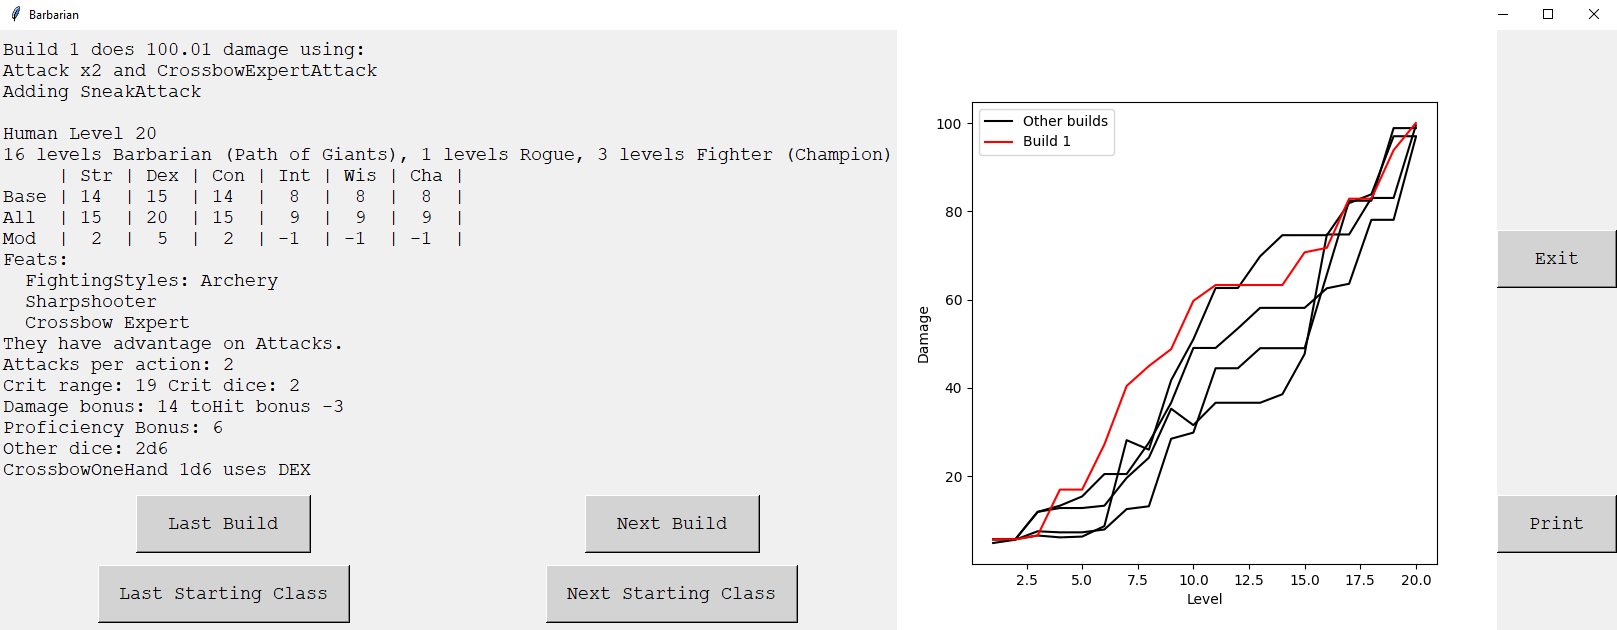 Barbarian
Build 1 does 100.01 damage using:
Attack x2 and CrossbowExpertAttack
Adding SneakAttack
Human Level 20
16 levels Barbarian (Path of Giants), 1 levels Rogue, 3 levels Fighter (Champion)
| Str | Dex | Con | Int | Wis | Cha |
Base | 14 | 15 | 14 | 8 | 8 | 8 |
All | 15 | 20 | 15 | 9 | 9 | 9 |
Mod | 2 | 5 | 2 | -1 | -1 | -1 |
Feats:
FightingStyles: Archery
Sharpshooter
Crossbow Expert
They have advantage on Attacks.
Attacks per action: 2
Crit range: 19 Crit dice: 2
Damage bonus: 14 toHit bonus -3
Proficiency Bonus: 6
Other dice: 2d6
CrossbowOneHand 1d6 uses DEX
Last Build
Next Build
Last Starting Class
Next Starting Class
Other builds
Build 1
Damage
100
80
60
40
20
2.5 5.0 7.5 10.0 12.5 15.0 17.5 20.0
Level
Exit
Print